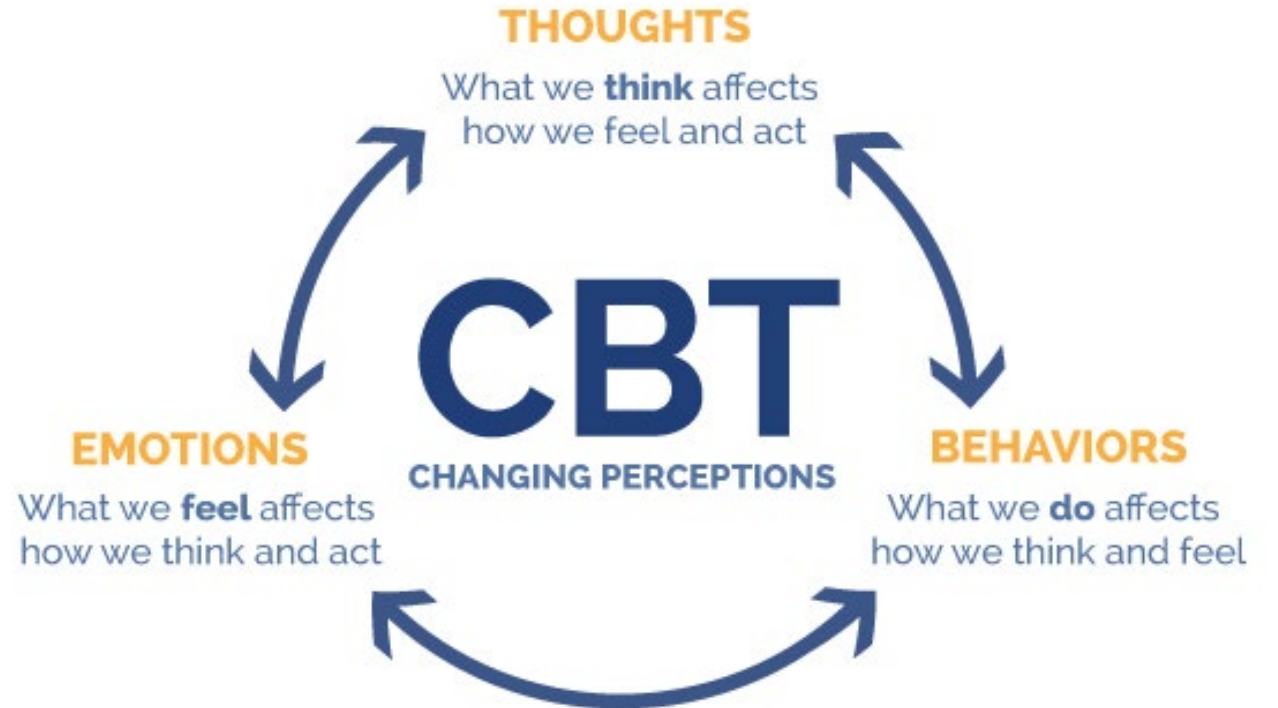 THOUGHTS
What we think affects
how we feel and act
CBT
CHANGING PERCEPTIONS
EMOTIONS
What we feel affects
how we think and act
BEHAVIORS
What we do affects
how we think and feel